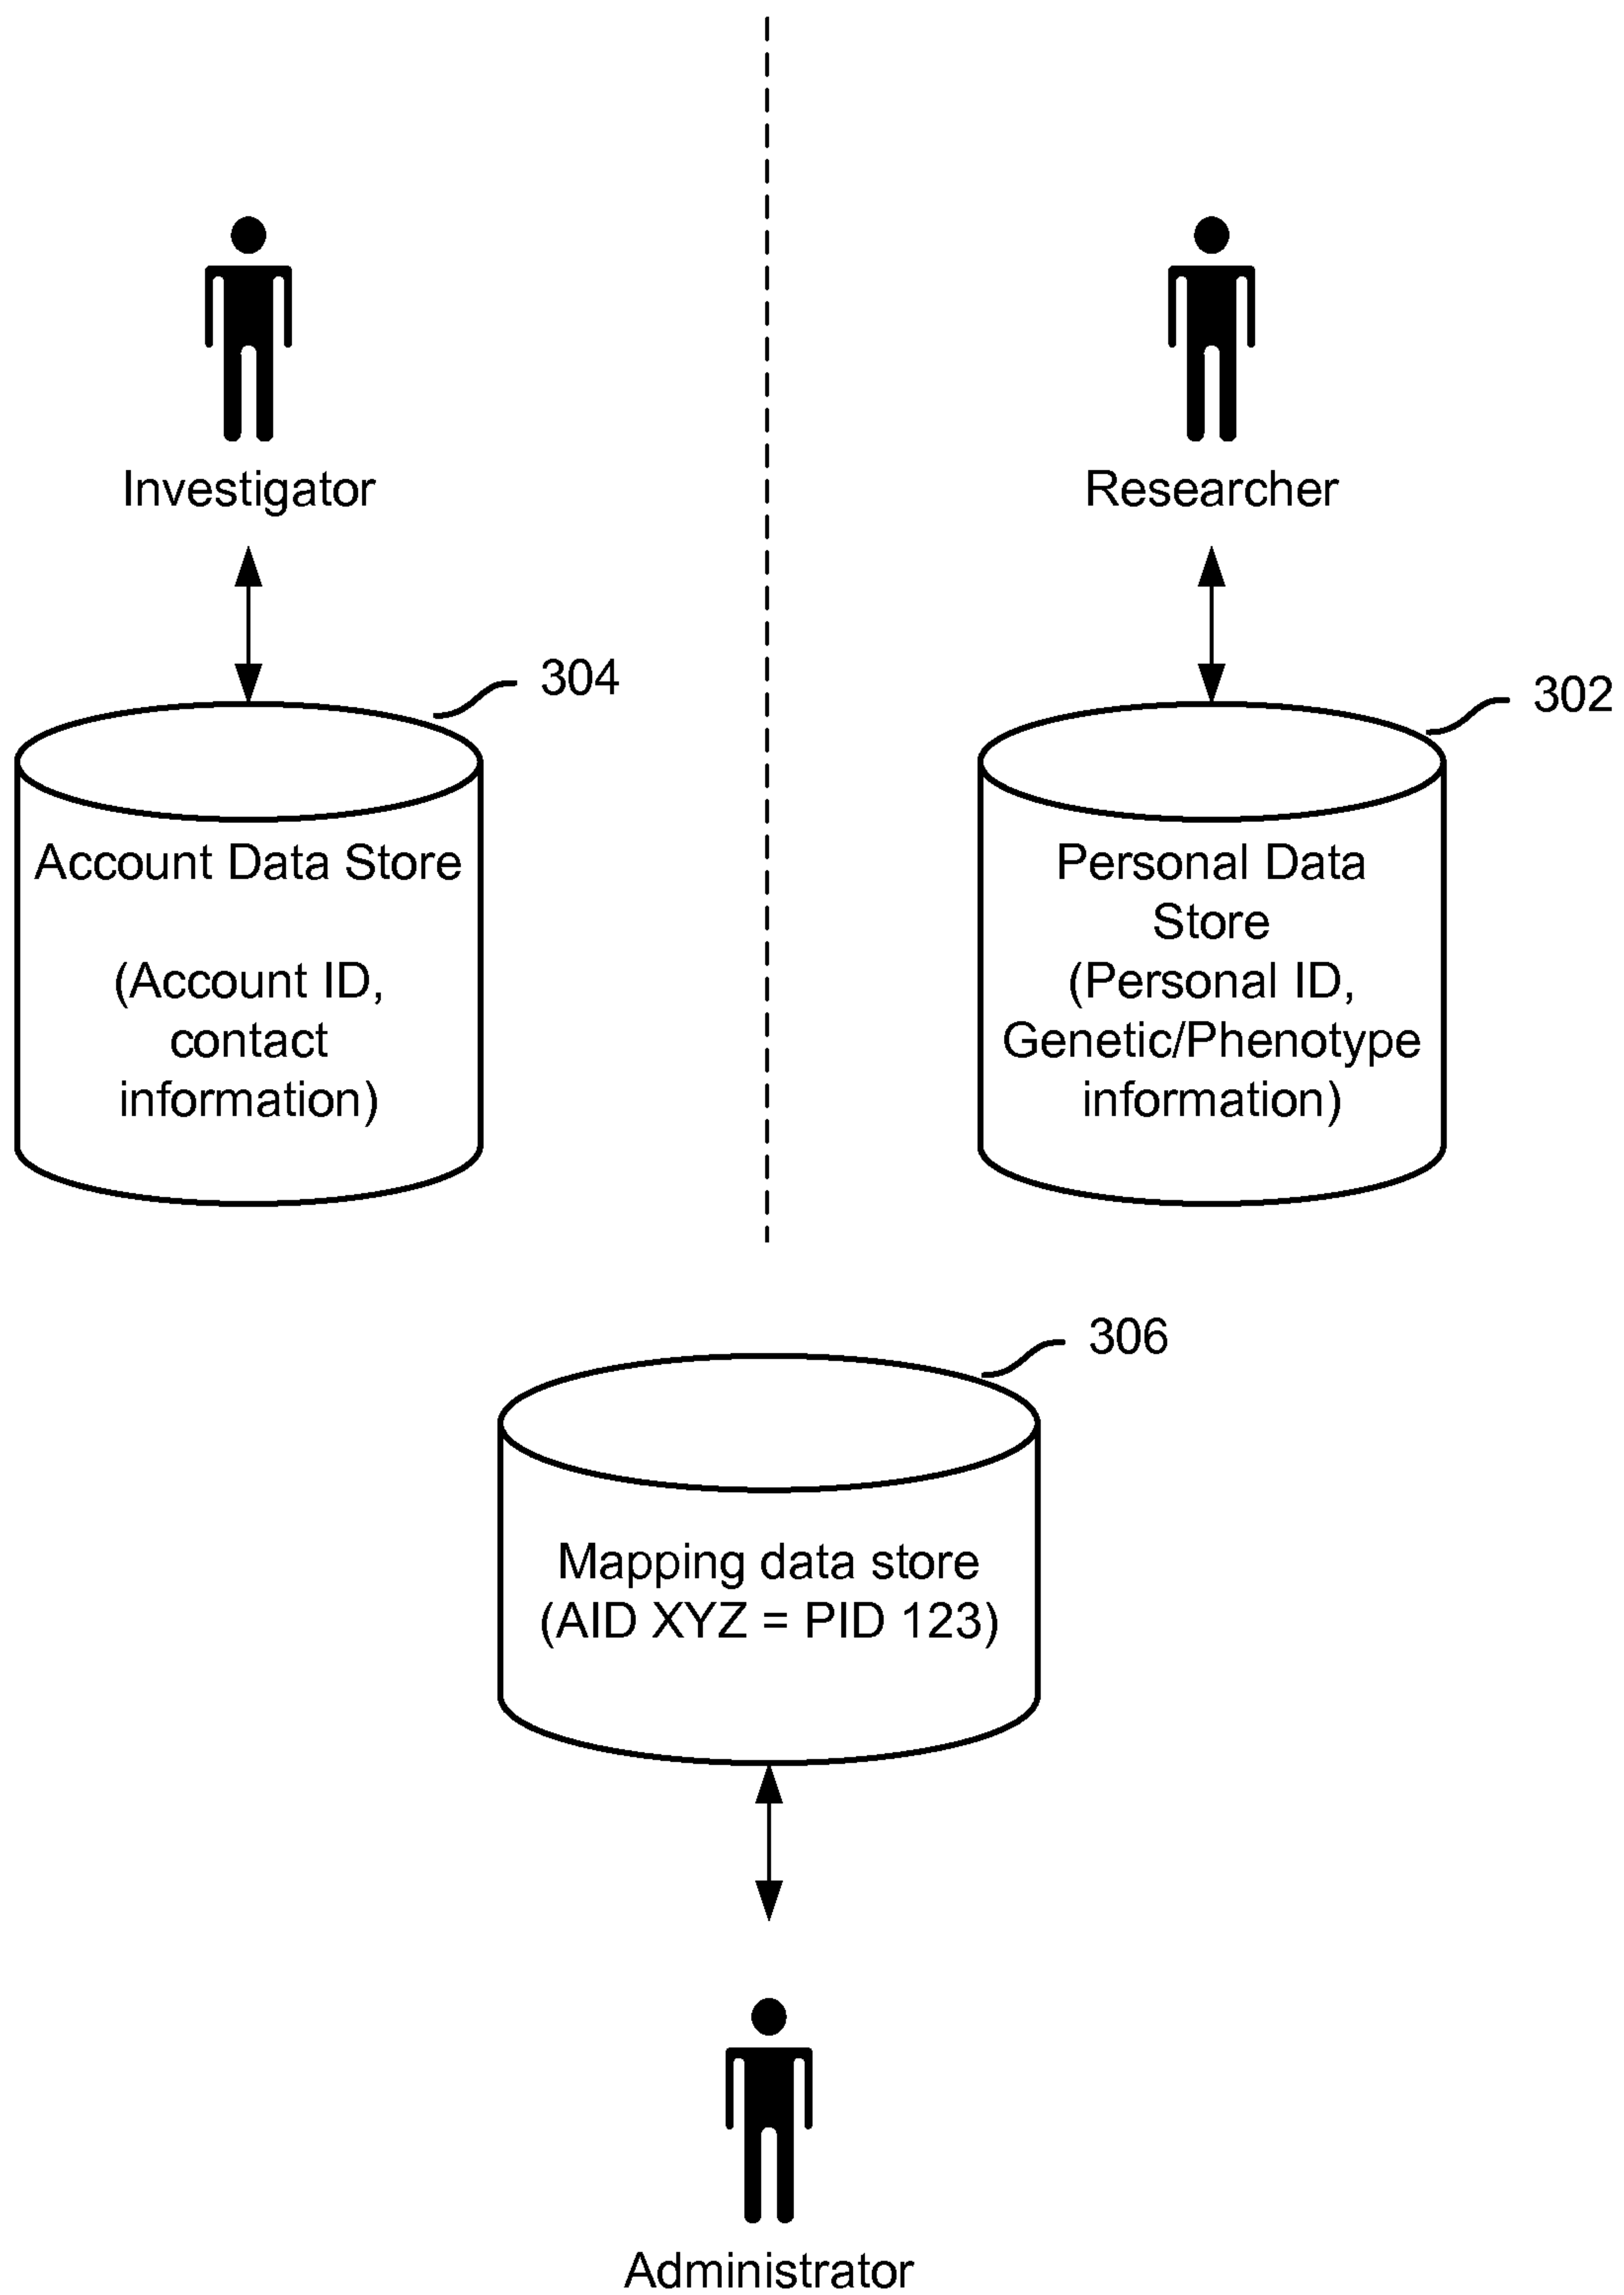 Investigator
Researcher
304
302
Account Data Store
(Account ID,
contact
information)
Personal Data
Store
(Personal ID,
Genetic/Phenotype
information)
306
Mapping data store
(AID XYZ = PID 123)
Administrator